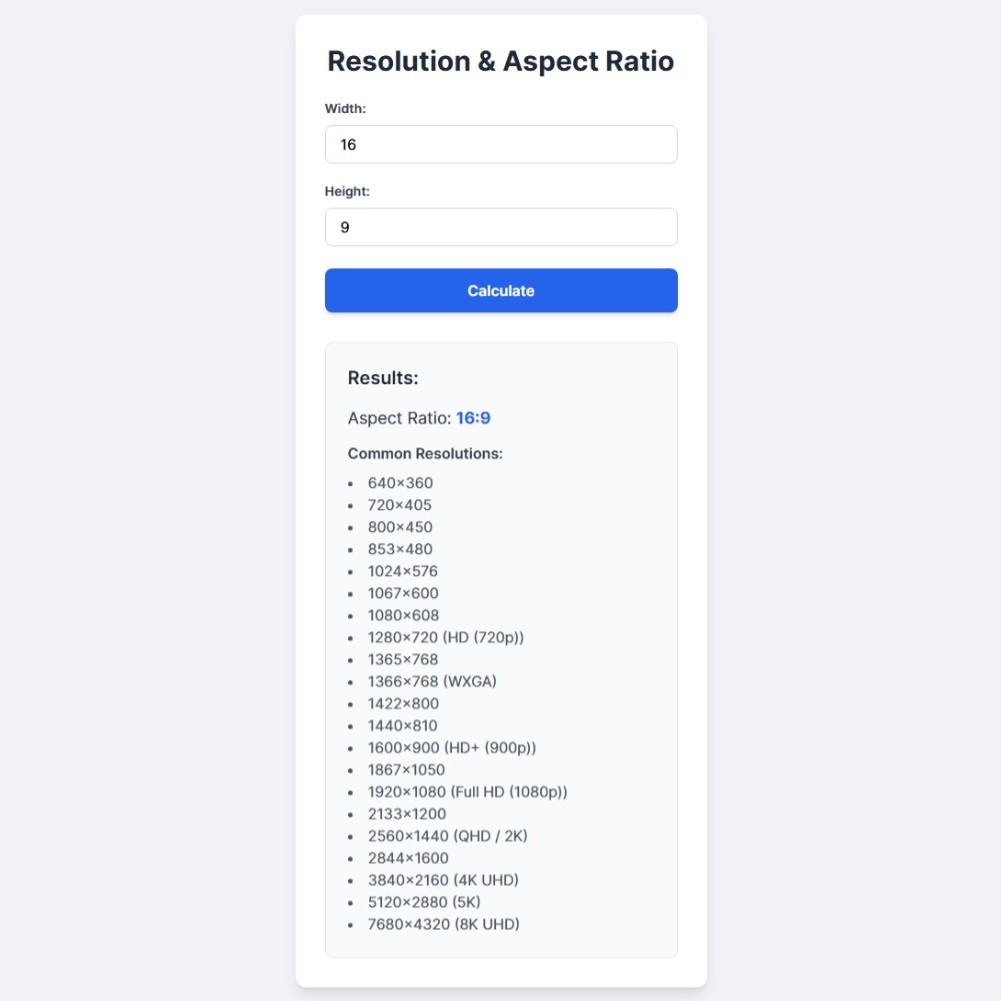 Resolution & Aspect Ratio
Width:
16
Height:
9
Calculate
Results:
Aspect Ratio: 16:9
Common Resolutions:
• 640×360
• 720×405
• 800×450
• 853×480
• 1024×576
• 1067×600
• 1080×608
• 1280×720 (HD (720p))
• 1365×768
• 1366×768 (WXGA)
• 1422×800
• 1440×810
• 1600×900 (HD+ (900p))
• 1867×1050
• 1920×1080 (Full HD (1080p))
• 2133×1200
• 2560×1440 (QHD / 2K)
• 2844×1600
• 3840×2160 (4K UHD)
• 5120×2880 (5K)
• 7680×4320 (8K UHD)